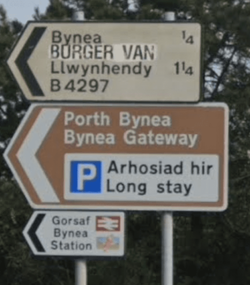 Bynea ¼
BURGER VAN
Llwynhendy 1¼
B4297
Porth Bynea
Bynea Gateway
P Arhosiad hir
Long stay
Gorsaf
Bynea
Station